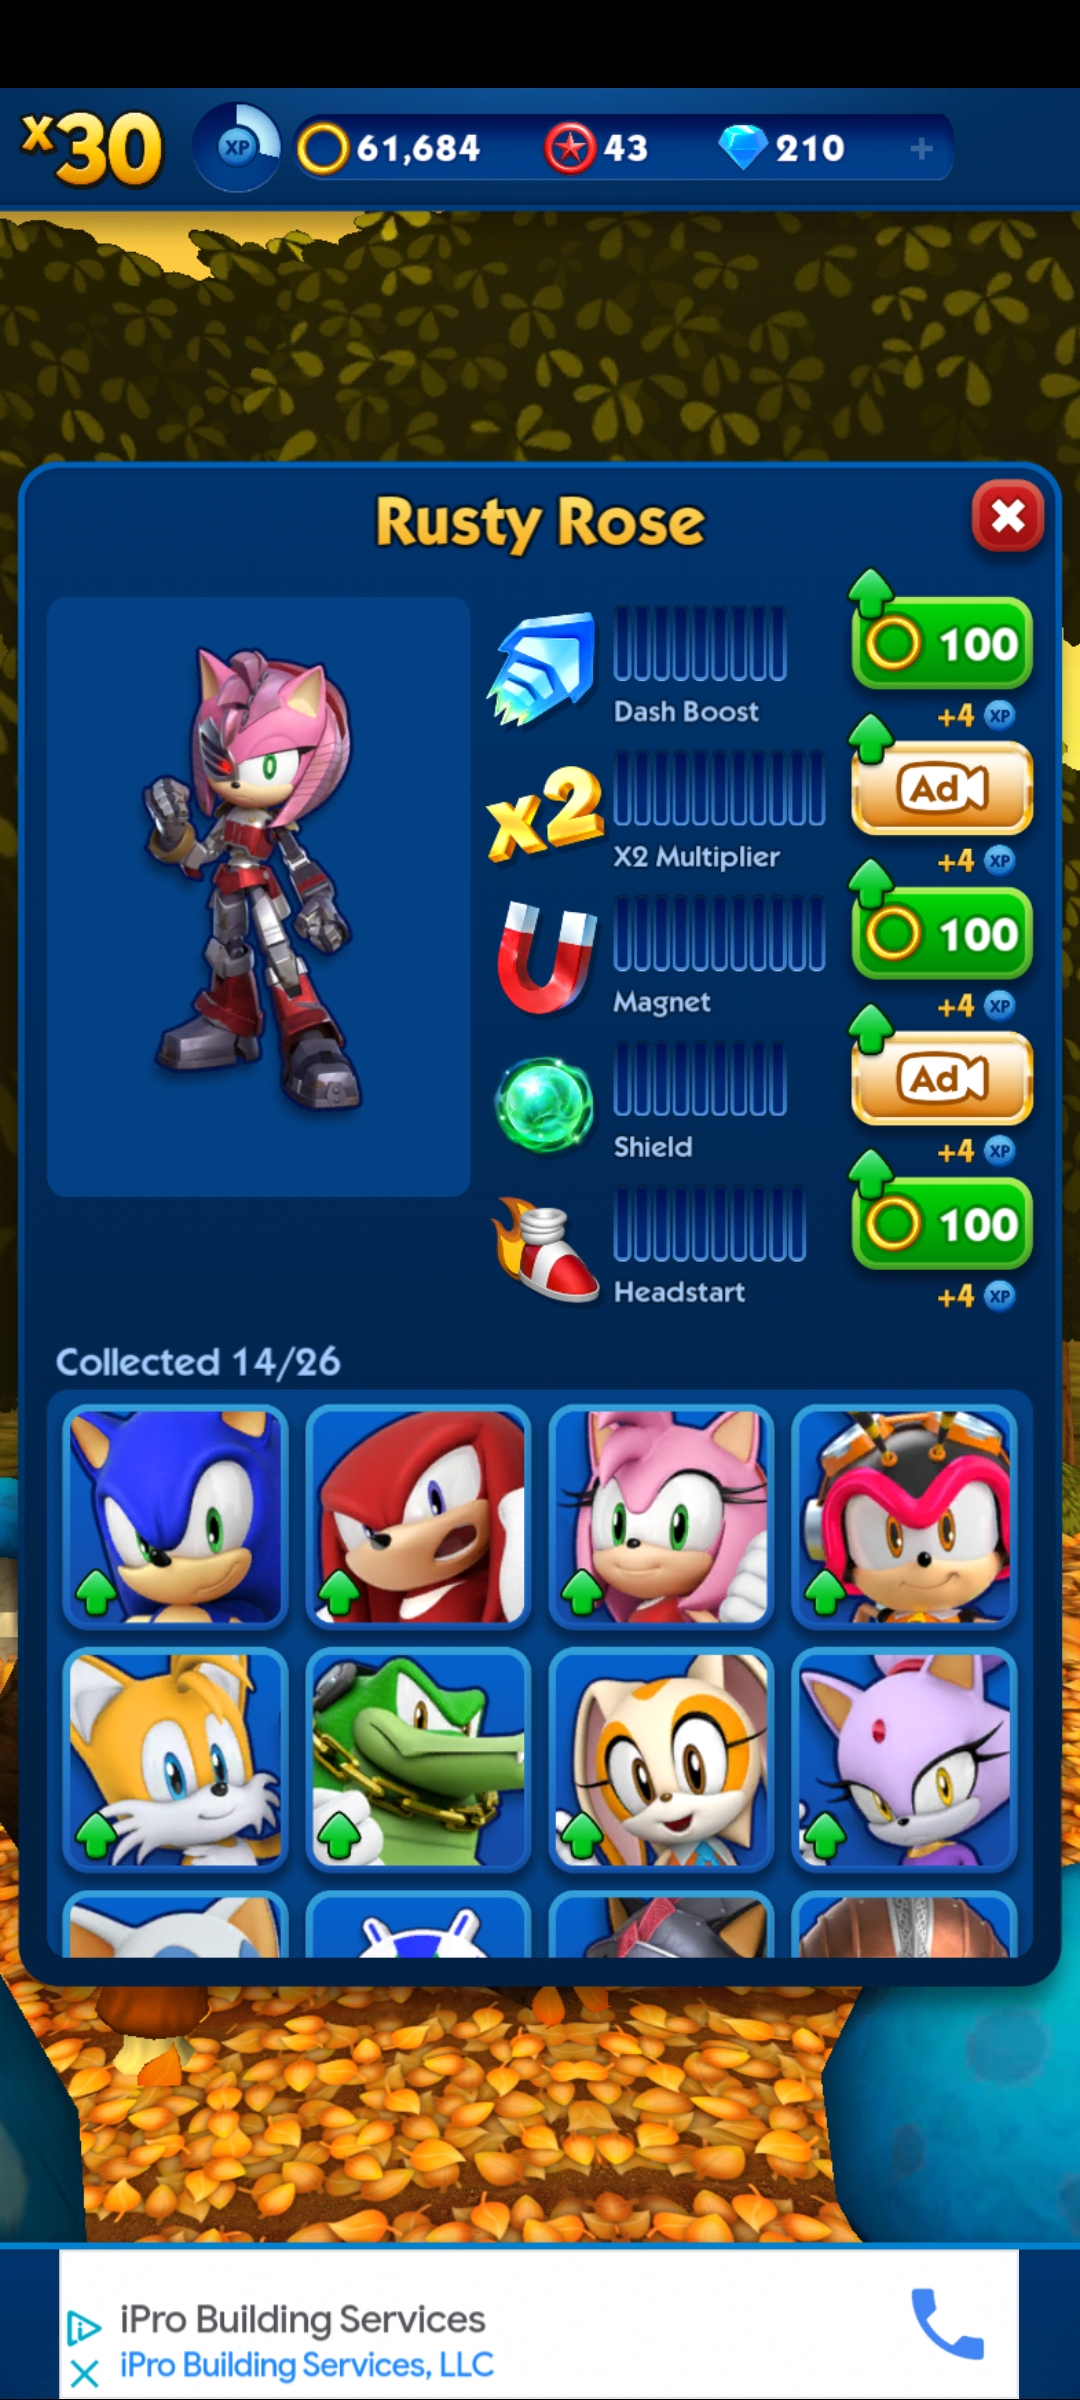 x30 XP 61,684 43 210 +
Rusty Rose
Dash Boost
100
+4 XP
x2
X2 Multiplier
Ad
+4 XP
Magnet
100
+4 XP
Shield
Ad
+4 XP
Headstart
100
+4 XP
Collected 14/26
iPro Building Services
iPro Building Services, LLC